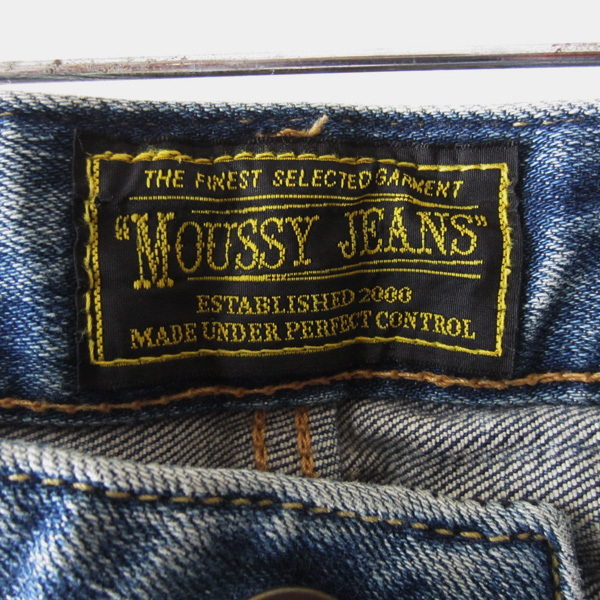 THE FINEST SELECTED GARMENT
"MOUSSY JEANS"
ESTABLISHED 2000
MADE UNDER PERFECT CONTROL